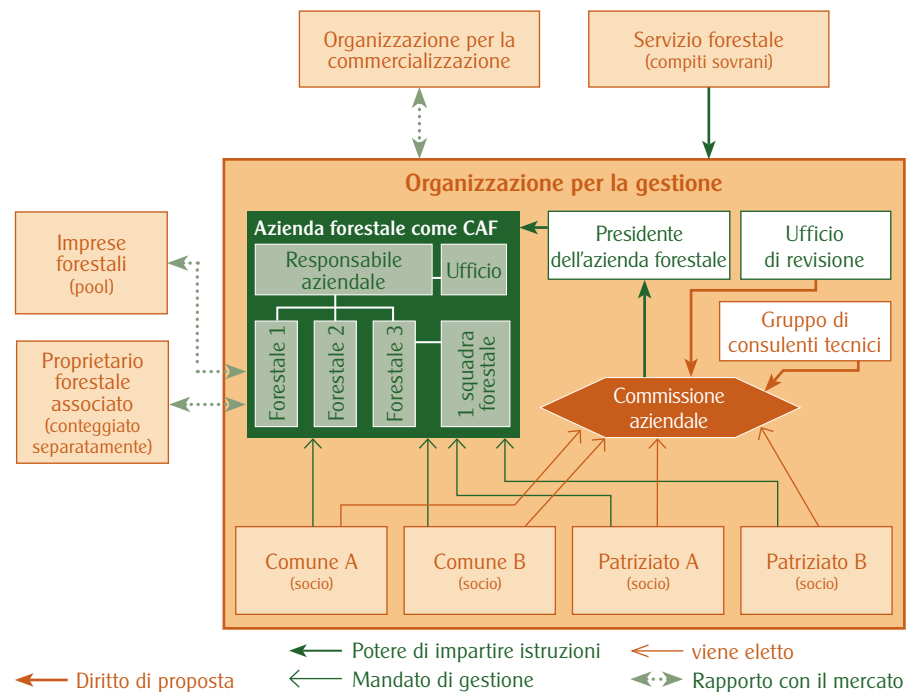 Organizzazione per la
commercializzazione
Servizio forestale
(compiti sovrani)
Organizzazione per la gestione
Imprese
forestali
(pool)
Proprietario
forestale
associato
(conteggiato
separatamente)
Azienda forestale come CAF
Responsabile
aziendale
Ufficio
Forestale 1
Forestale 2
Forestale 3
1 squadra
forestale
Presidente
dell'azienda forestale
Ufficio
di revisione
Gruppo di
consulenti tecnici
Commissione
aziendale
Comune A
(socio)
Comune B
(socio)
Patriziato A
(socio)
Patriziato B
(socio)
Diritto di proposta
Potere di impartire istruzioni
Mandato di gestione
viene eletto
Rapporto con il mercato